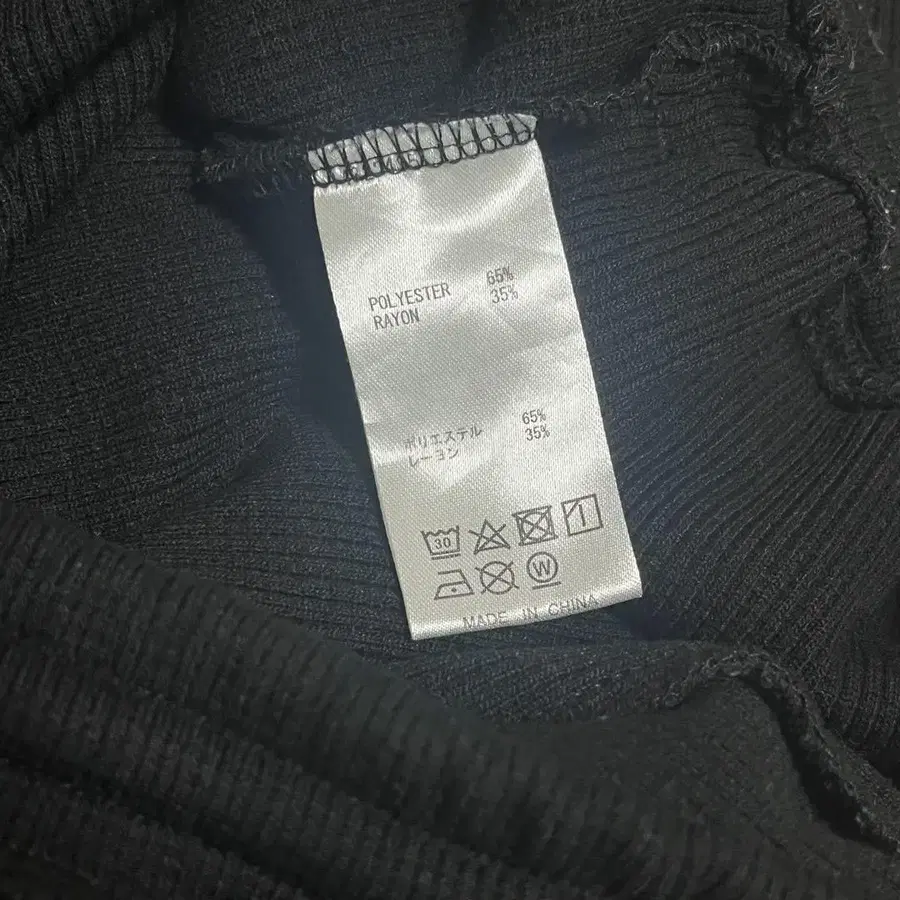 POLYESTER 65%
RAYON 35%
ポリエステル 65%
レーヨン 35%
30
W
MADE IN CHINA